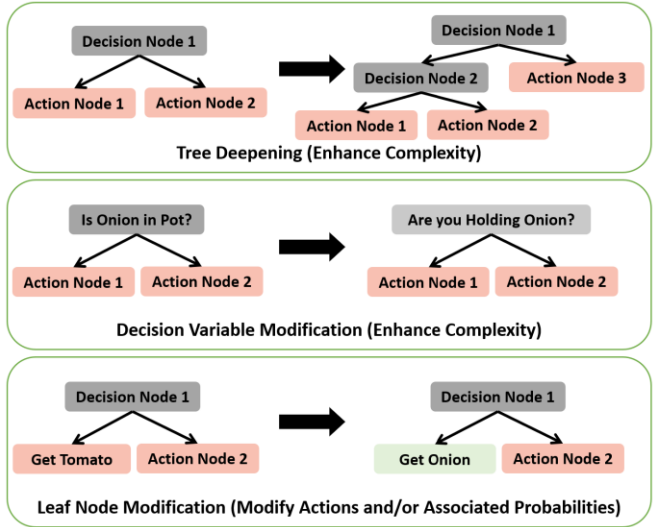 Decision Node 1
Action Node 1
Action Node 2
Decision Node 1
Decision Node 2
Action Node 3
Action Node 1
Action Node 2
Tree Deepening (Enhance Complexity)
Is Onion in Pot?
Action Node 1
Action Node 2
Are you Holding Onion?
Action Node 1
Action Node 2
Decision Variable Modification (Enhance Complexity)
Decision Node 1
Get Tomato
Action Node 2
Decision Node 1
Get Onion
Action Node 2
Leaf Node Modification (Modify Actions and/or Associated Probabilities)